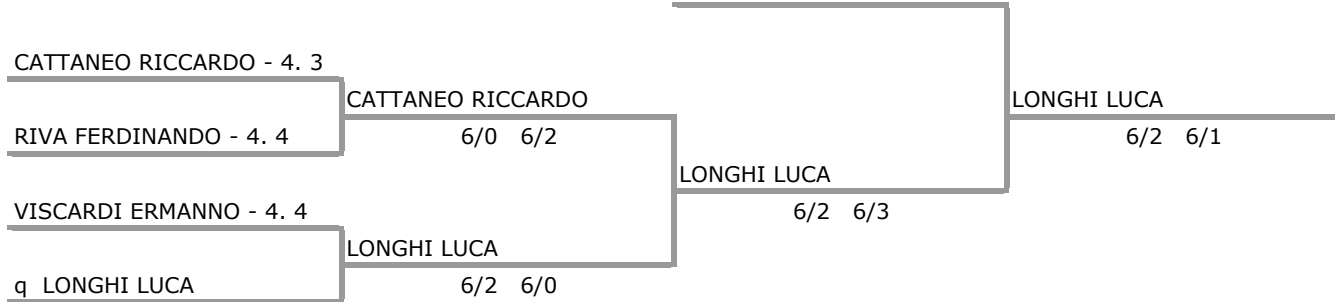 CATTANEO RICCARDO - 4. 3
CATTANEO RICCARDO
LONGHI LUCA
RIVA FERDINANDO - 4. 4
6/0 6/2
6/2 6/1
LONGHI LUCA
VISCARDI ERMANNO - 4. 4
6/2 6/3
LONGHI LUCA
q LONGHI LUCA
6/2 6/0